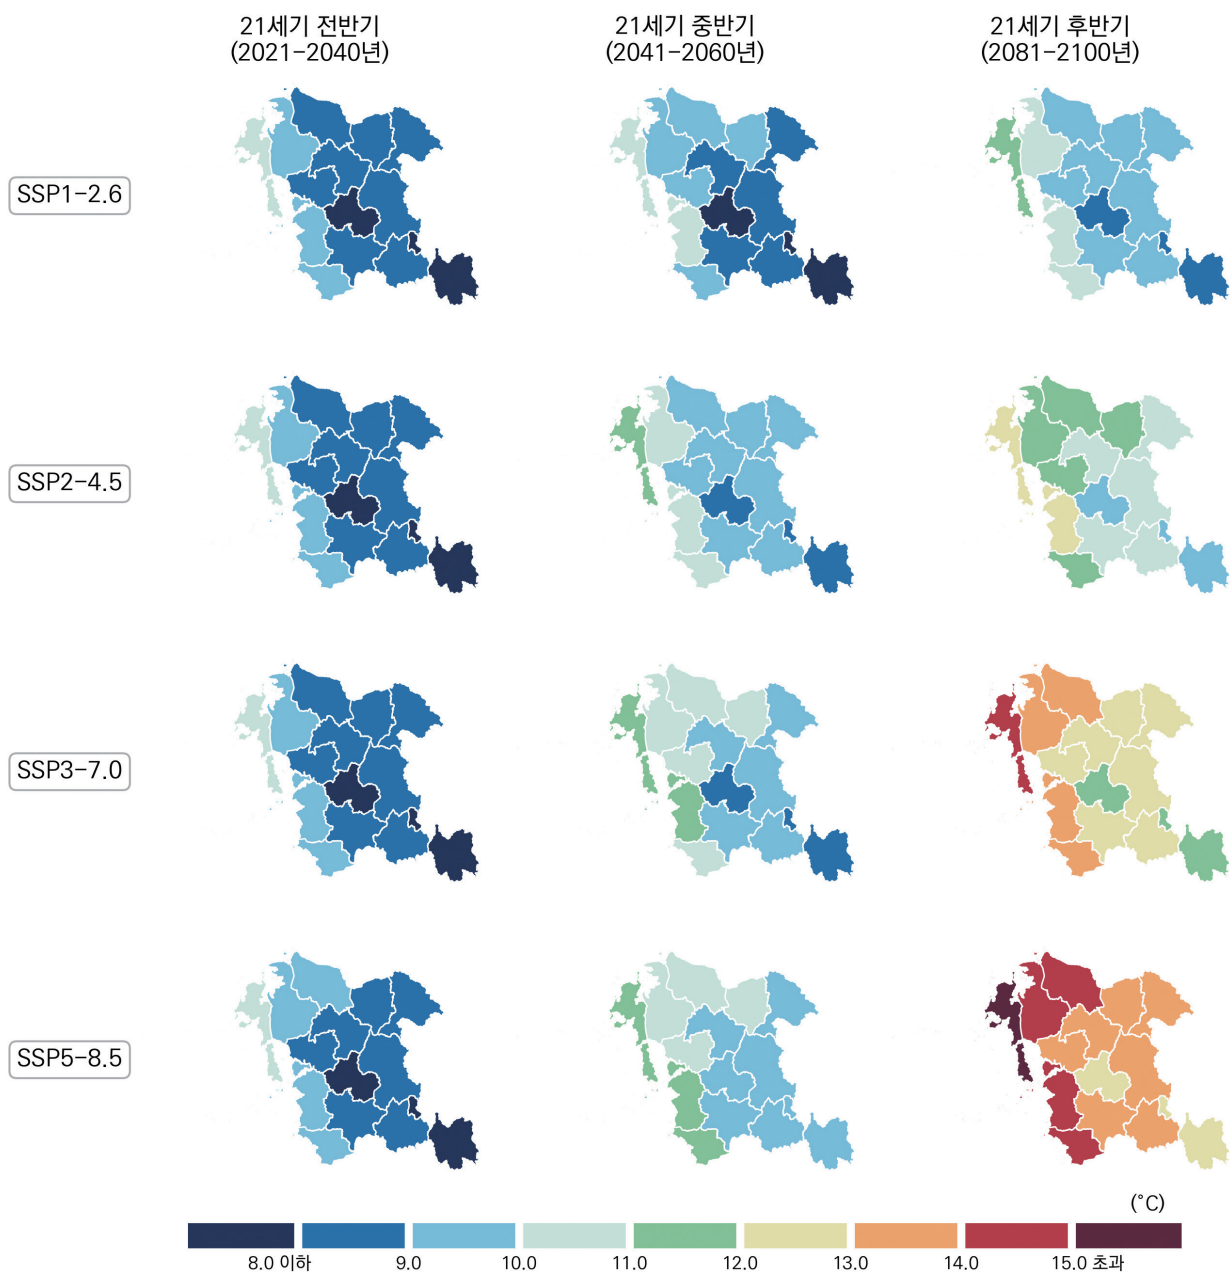 21세기 전반기
(2021-2040년)
21세기 중반기
(2041-2060년)
21세기 후반기
(2081-2100년)
SSP1-2.6
SSP2-4.5
SSP3-7.0
SSP5-8.5
(°C)
8.0 이하 9.0 10.0 11.0 12.0 13.0 14.0 15.0 초과